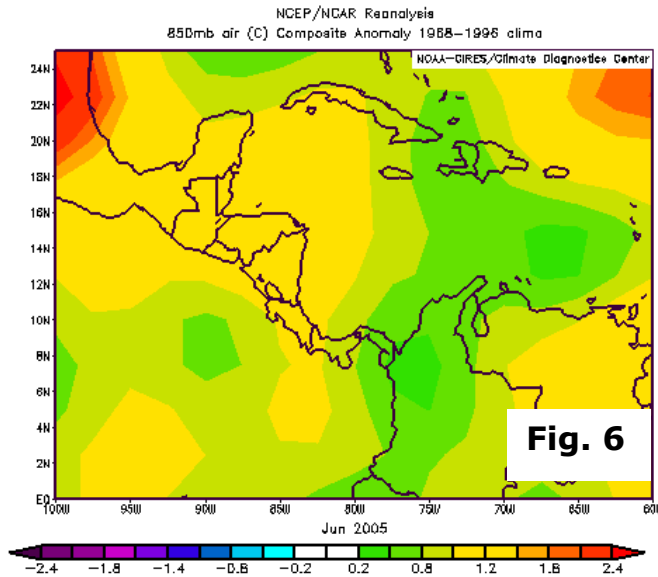 NCEP/NCAR Reanalysis
850mb air (C) Composite Anomaly 1968-1996 clima
NOAA-CIRES/Climate Diagnostics Center
24N
22N
20N
18N
16N
14N
12N
10N
8N
6N
4N
2N
EQ
Fig. 6
100W 95W 90W 85W 80W 75W 70W 65W 60
Jun 2005
-2.4 -1.8 -1.4 -0.8 -0.2 0 0.2 0.8 1.2 1.8 2.4